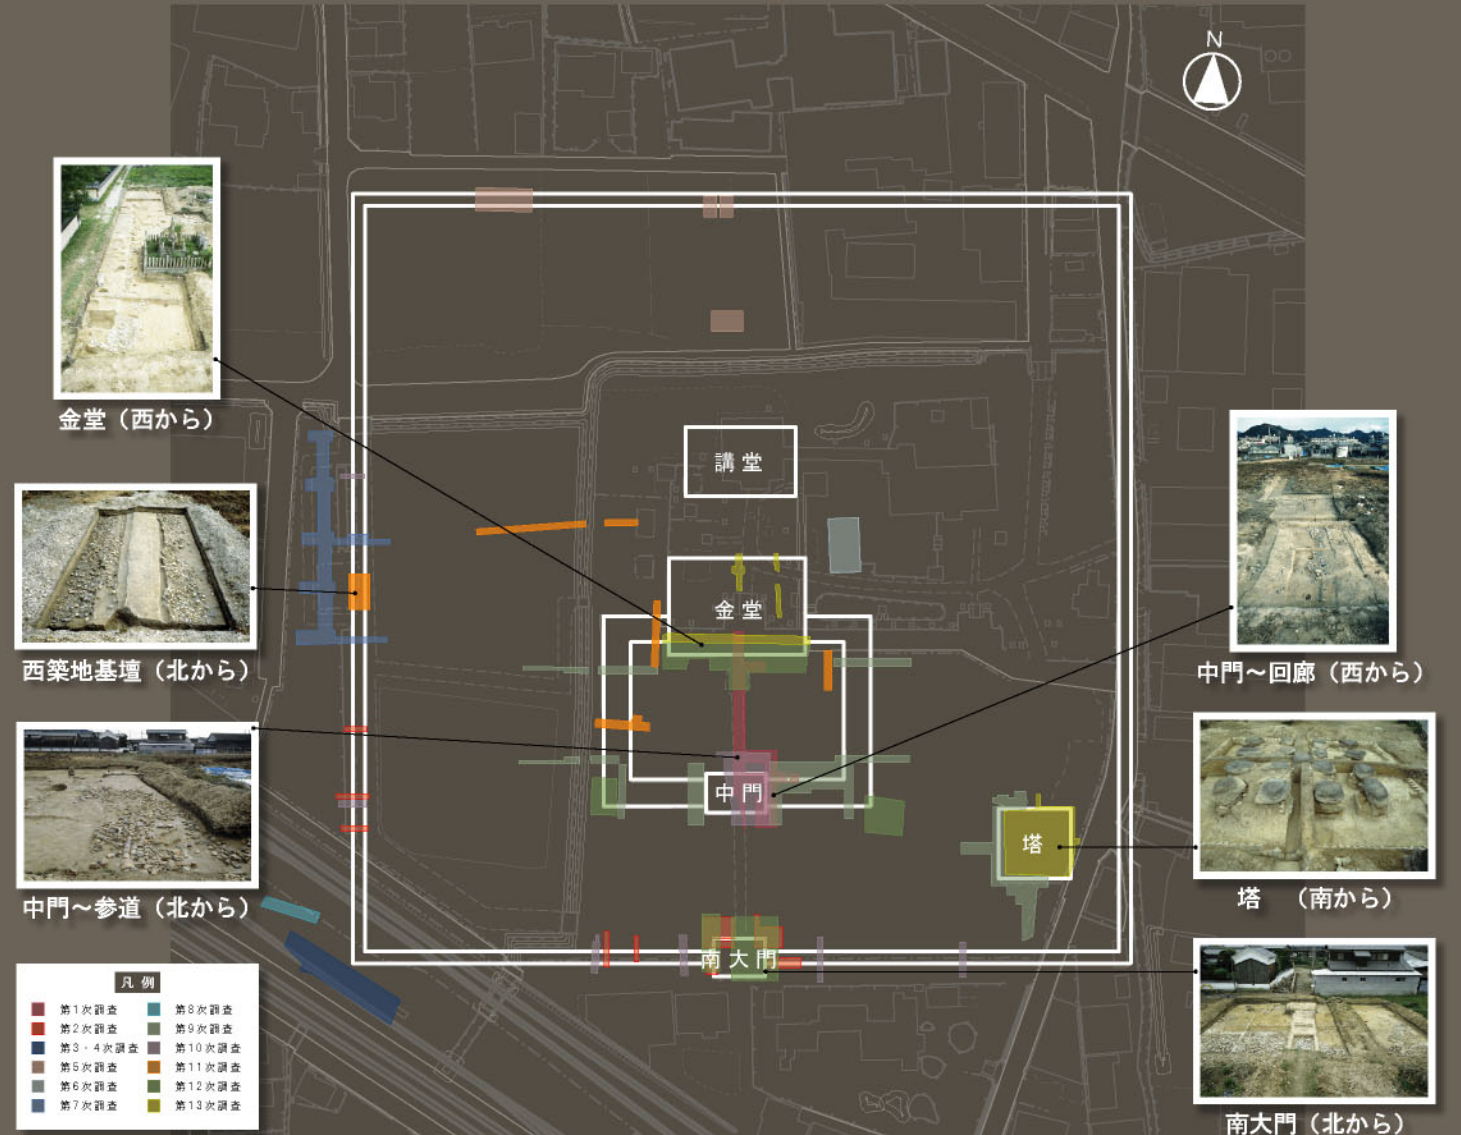 N
金堂（西から）
講堂
西築地基壇（北から）
金堂
中門～回廊（西から）
中門～参道（北から）
中門
塔
塔　（南から）
南大門
南大門（北から）
凡例
第1次調査
第2次調査
第3・4次調査
第5次調査
第6次調査
第7次調査
第8次調査
第9次調査
第10次調査
第11次調査
第12次調査
第13次調査